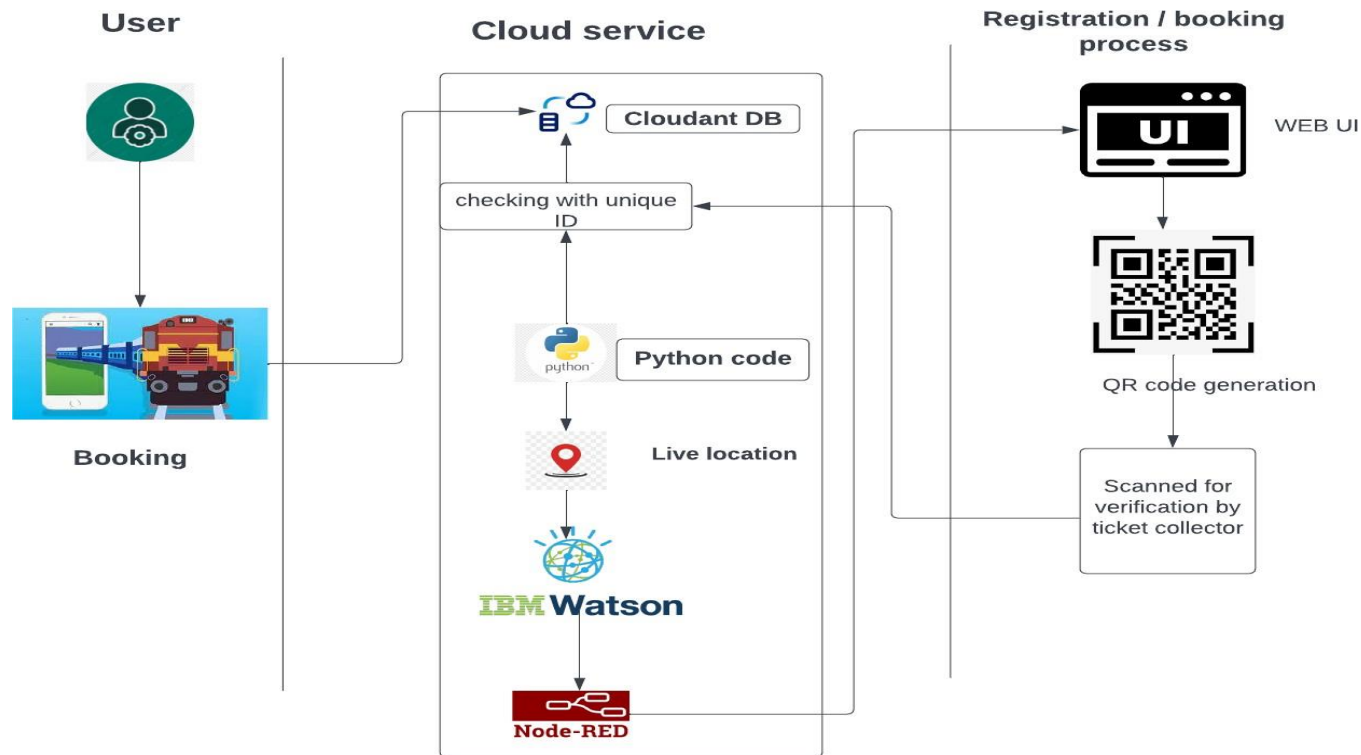 User
Cloud service
Registration / booking
process
Cloudant DB
UI
WEB UI
checking with unique
ID
python
Python code
QR code generation
Booking
Live location
Scanned for
verification by
ticket collector
IBM Watson
Node-RED